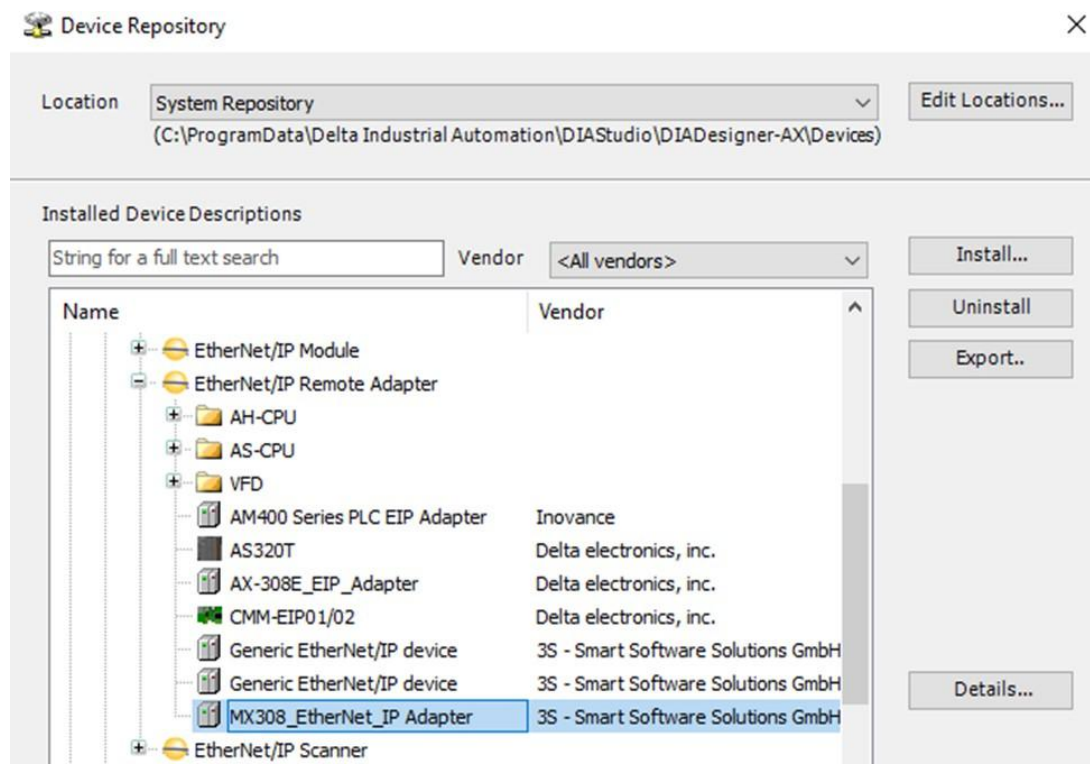 Device Repository
Location System Repository Edit Locations...
(C:\ProgramData\Delta Industrial Automation\DIAStudio\DIADesigner-AX\Devices)
Installed Device Descriptions
String for a full text search Vendor <All vendors> Install...
Name Vendor Uninstall
EtherNet/IP Module Export..
EtherNet/IP Remote Adapter
AH-CPU
AS-CPU
VFD
AM400 Series PLC EIP Adapter Inovance
AS320T Delta electronics, inc.
AX-308E_EIP_Adapter Delta electronics, inc.
CMM-EIP01/02 Delta electronics, inc.
Generic EtherNet/IP device 3S - Smart Software Solutions GmbH
Generic EtherNet/IP device 3S - Smart Software Solutions GmbH Details...
MX308_EtherNet_IP Adapter 3S - Smart Software Solutions GmbH
EtherNet/IP Scanner